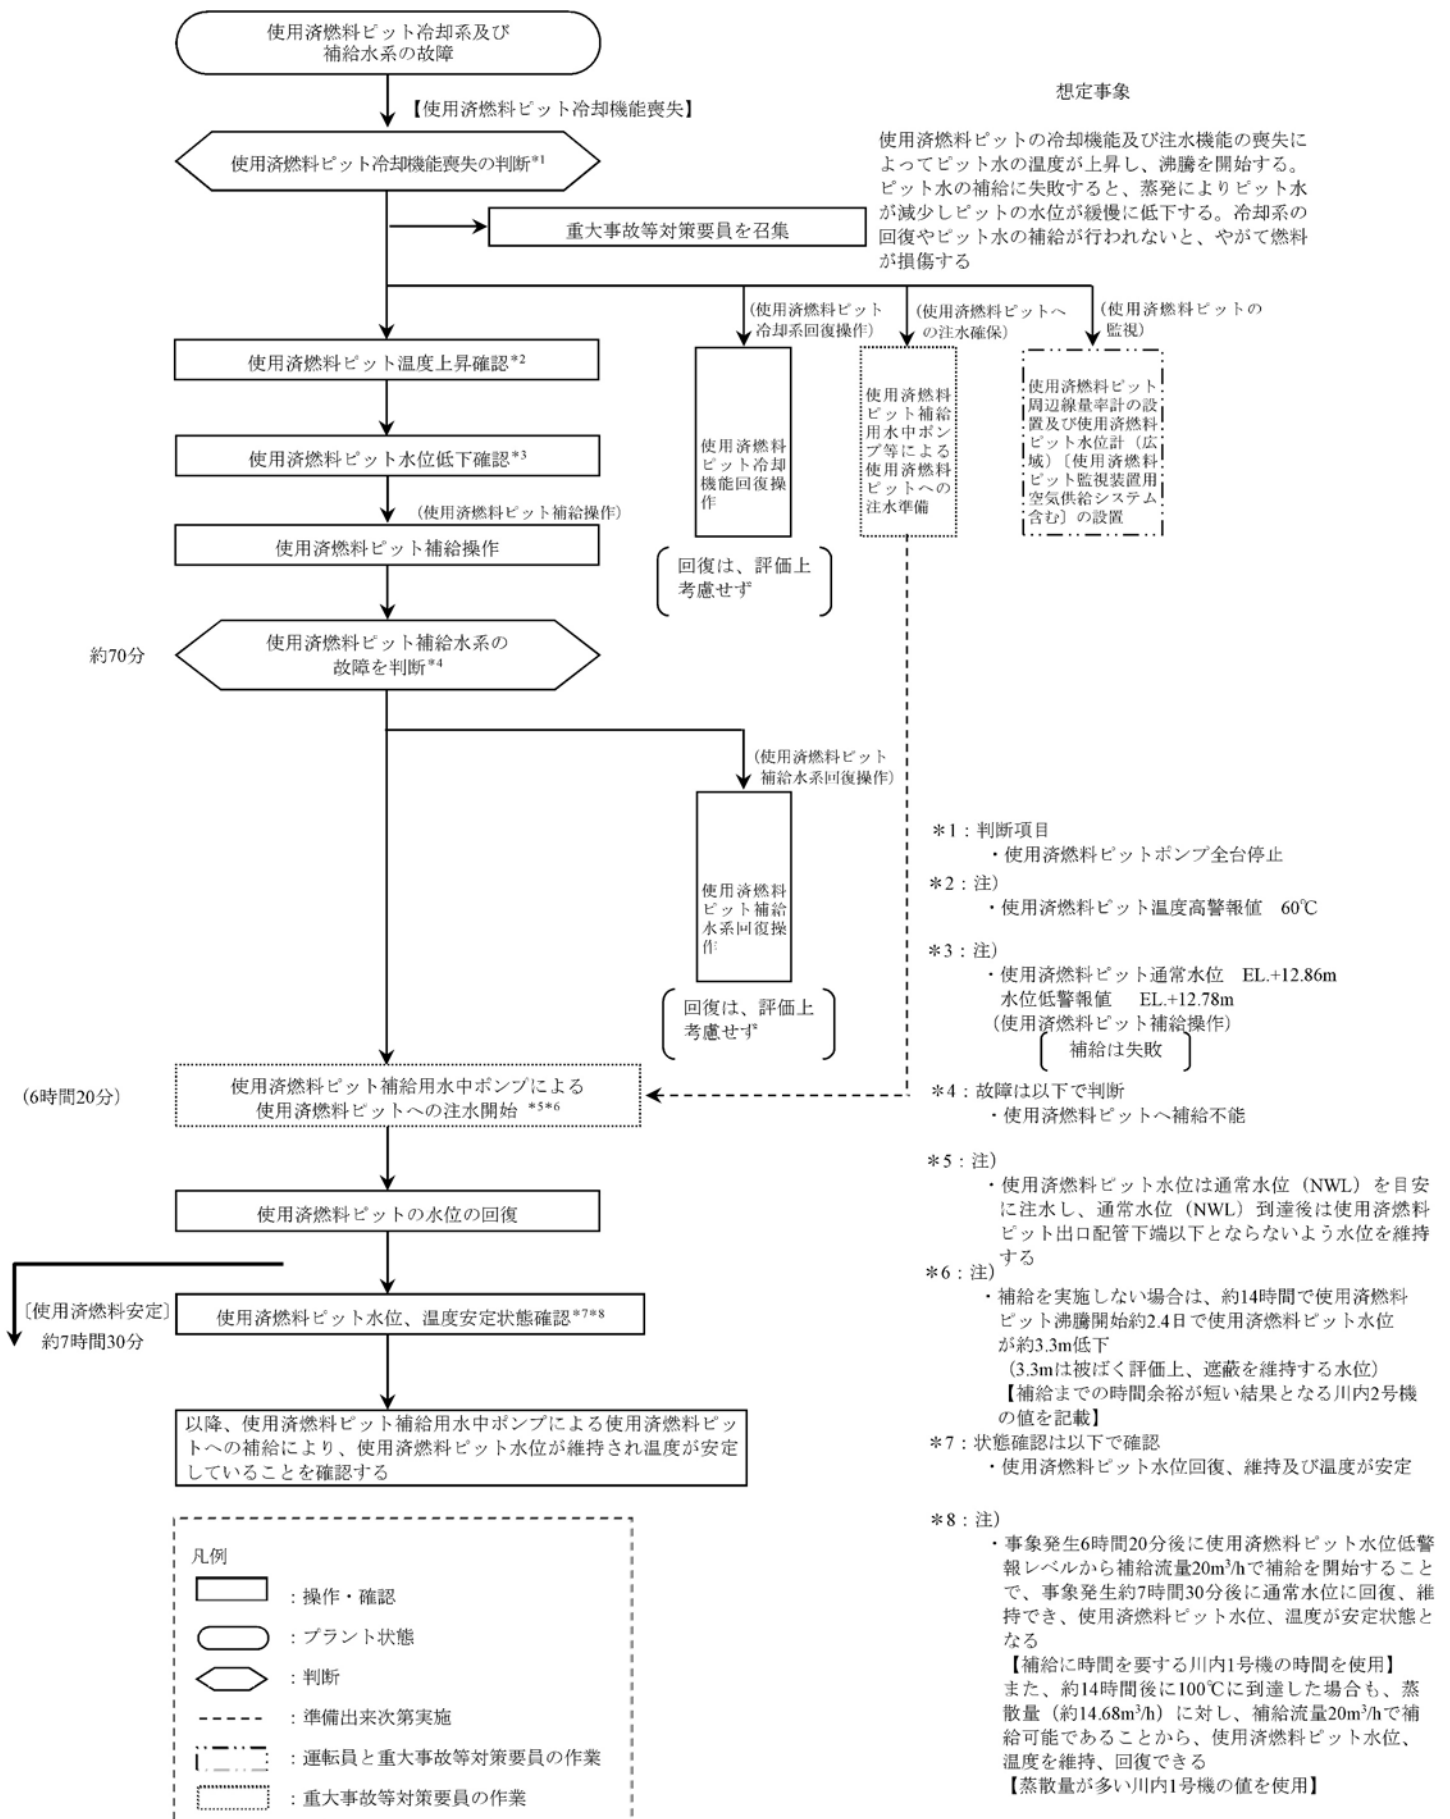 使用済燃料ピット冷却系及び
補給水系の故障
【使用済燃料ピット冷却機能喪失】
使用済燃料ピット冷却機能喪失の判断*1
重大事故等対策要員を召集
想定事象
使用済燃料ピットの冷却機能及び注水機能の喪失に
よってピット水の温度が上昇し、沸騰を開始する。
ピット水の補給に失敗すると、蒸発によりピット水
が減少しピットの水位が緩慢に低下する。冷却系の
回復やピット水の補給が行われないと、やがて燃料
が損傷する
(使用済燃料ピット
冷却系回復操作)
(使用済燃料ピットへ
の注水確保)
(使用済燃料ピットの
監視)
使用済燃料ピット温度上昇確認*2
使用済燃料ピット水位低下確認*3
(使用済燃料ピット補給操作)
使用済燃料ピット補給操作
使用済燃料
ピット冷却
機能回復操
作
回復は、評価上
考慮せず
使用済燃料
ピット補給
用水中ポン
プ等による
使用済燃料
ピットへの
注水準備
使用済燃料ピット
周辺線量率計の設
置及び使用済燃料
ピット水位計（広
域）〔使用済燃料
ピット監視装置用
空気供給システム
含む〕の設置
約70分
使用済燃料ピット補給水系の
故障を判断*4
(使用済燃料ピット
補給水系回復操作)
使用済燃料
ピット補給
水系回復操
作
回復は、評価上
考慮せず
(6時間20分)
使用済燃料ピット補給用水中ポンプによる
使用済燃料ピットへの注水開始 *5*6
使用済燃料ピットの水位の回復
〔使用済燃料安定〕
約7時間30分
使用済燃料ピット水位、温度安定状態確認*7*8
以降、使用済燃料ピット補給用水中ポンプによる使用済燃料ピッ
トへの補給により、使用済燃料ピット水位が維持され温度が安定
していることを確認する
＊1：判断項目
・使用済燃料ピットポンプ全台停止
＊2：注）
・使用済燃料ピット温度高警報値　60℃
＊3：注）
・使用済燃料ピット通常水位　EL.+12.86m
水位低警報値　EL.+12.78m
(使用済燃料ピット補給操作)
補給は失敗
＊4：故障は以下で判断
・使用済燃料ピットへ補給不能
＊5：注）
・使用済燃料ピット水位は通常水位（NWL）を目安
に注水し、通常水位（NWL）到達後は使用済燃料
ピット出口配管下端以下とならないよう水位を維持
する
＊6：注）
・補給を実施しない場合は、約14時間で使用済燃料
ピット沸騰開始約2.4日で使用済燃料ピット水位
が約3.3m低下
（3.3mは被ばく評価上、遮蔽を維持する水位）
【補給までの時間余裕が短い結果となる川内2号機
の値を記載】
＊7：状態確認は以下で確認
・使用済燃料ピット水位回復、維持及び温度が安定
＊8：注）
・事象発生6時間20分後に使用済燃料ピット水位低警
報レベルから補給流量20m³/hで補給を開始すること
で、事象発生約7時間30分後に通常水位に回復、維
持でき、使用済燃料ピット水位、温度が安定状態と
なる
【補給に時間を要する川内1号機の時間を使用】
また、約14時間後に100℃に到達した場合も、蒸
散量（約14.68m³/h）に対し、補給流量20m³/hで補
給可能であることから、使用済燃料ピット水位、
温度を維持、回復できる
【蒸散量が多い川内1号機の値を使用】
凡例
：操作・確認
：プラント状態
：判断
：準備出来次第実施
：運転員と重大事故等対策要員の作業
：重大事故等対策要員の作業